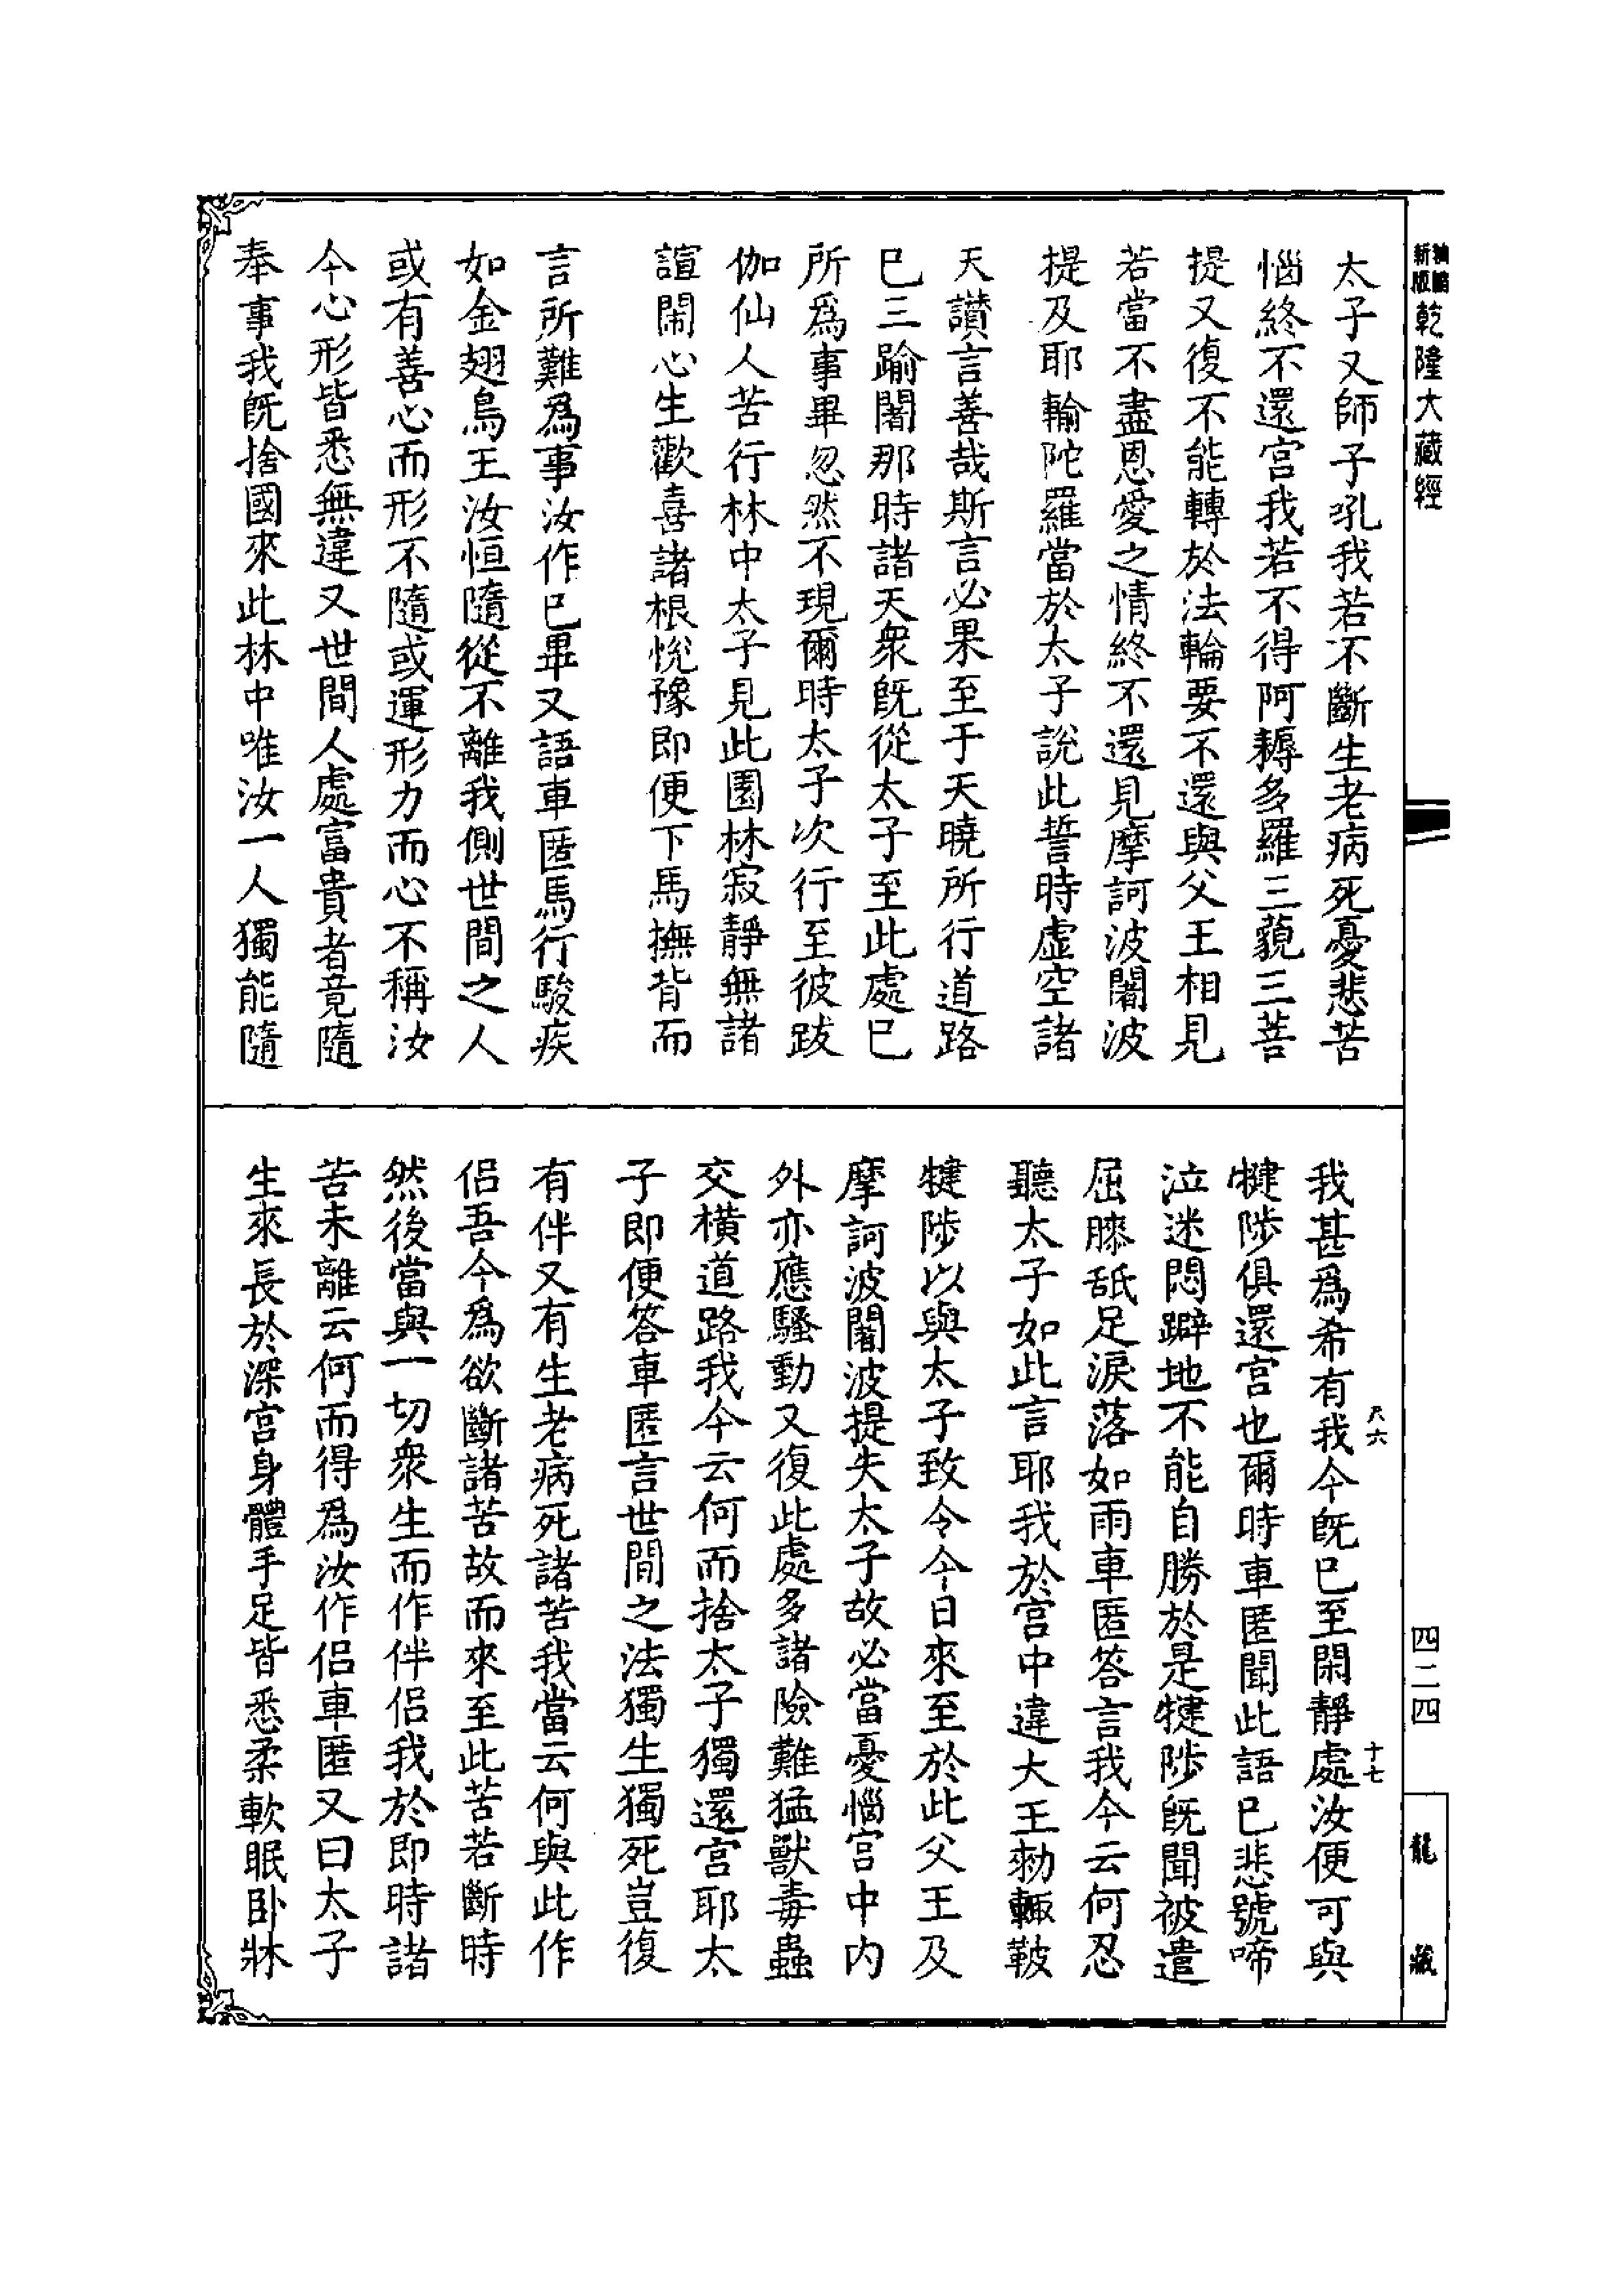 新版
乾隆大藏經
太子又師子吼我若不斷生老病死憂悲苦
惱終不還宮我若不得阿耨多羅三藐三菩
提又復不能轉於法輪要不還與父王相見
若當不盡恩愛之情終不還見摩訶波闍波
提及耶輸陀羅當於太子說此誓時虛空諸
天讃言善哉斯言必果至于天曉所行道路
已三踰闍那時諸天衆旣從太子至此處已
所爲事畢忽然不現爾時太子次行至彼跋
伽仙人苦行林中太子見此園林寂靜無諸
諠閙心生歡喜諸根悅豫即便下馬撫背而
言所難爲事汝作已畢又語車匿馬行駿疾
如金翅鳥王汝恒隨從不離我側世間之人
或有善心而形不隨或運形力而心不稱汝
今心形皆悉無違又世間人處富貴者竟隨
奉事我旣捨國來此林中唯汝一人獨能隨
我甚爲希有我今旣已至閑靜處汝便可與
犍陟俱還宮也爾時車匿聞此語已悲號啼
泣迷悶躃地不能自勝於是犍陟旣聞被遣
屈膝舐足淚落如雨車匿答言我今云何忍
聽太子如此言耶我於宮中違大王勑輙鞁
犍陟以與太子致令今日來至於此父王及
摩訶波闍波提失太子故必當憂惱宮中內
外亦應騷動又復此處多諸險難猛獸毒蟲
交橫道路我今云何而捨太子獨還宮耶太
子即便答車匿言世間之法獨生獨死豈復
有伴又有生老病死諸苦我當云何與此作
侶吾今爲欲斷諸苦故而來至此苦若斷時
然後當與一切衆生而作伴侶我於即時諸
苦未離云何而得爲汝作侶車匿又曰太子
生來長於深宮身體手足皆悉柔軟眠卧牀
尺六
十七
四二四
龍藏